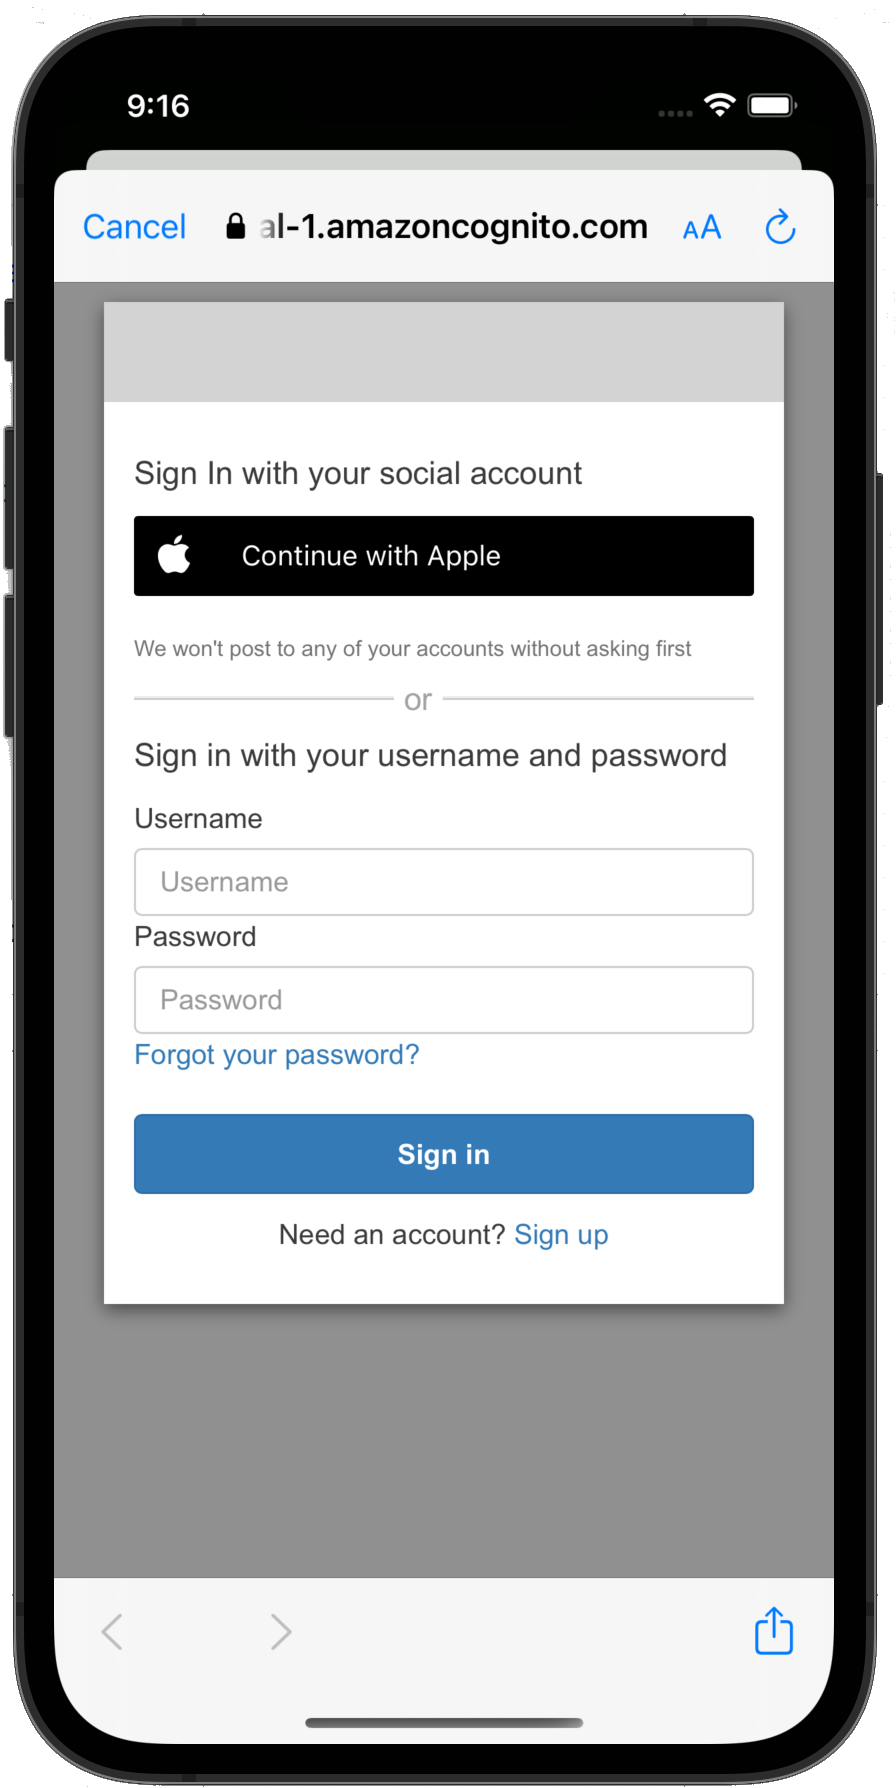 9:16
Cancel al-1.amazoncognito.com AA
Sign In with your social account
Continue with Apple
We won't post to any of your accounts without asking first
or
Sign in with your username and password
Username
Username
Password
Password
Forgot your password?
Sign in
Need an account? Sign up